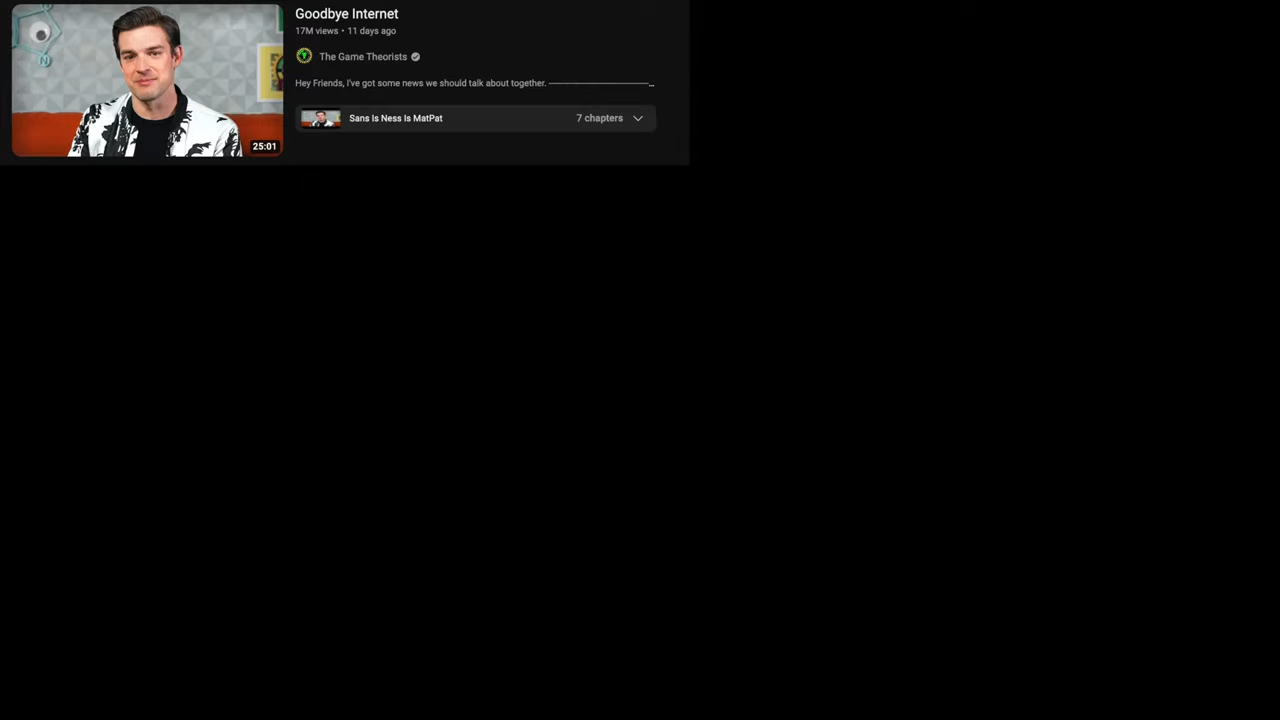 Goodbye Internet
17M views • 11 days ago
The Game Theorists
Hey Friends, I've got some news we should talk about together. ——————————...
Sans Is Ness Is MatPat 7 chapters
25:01
N